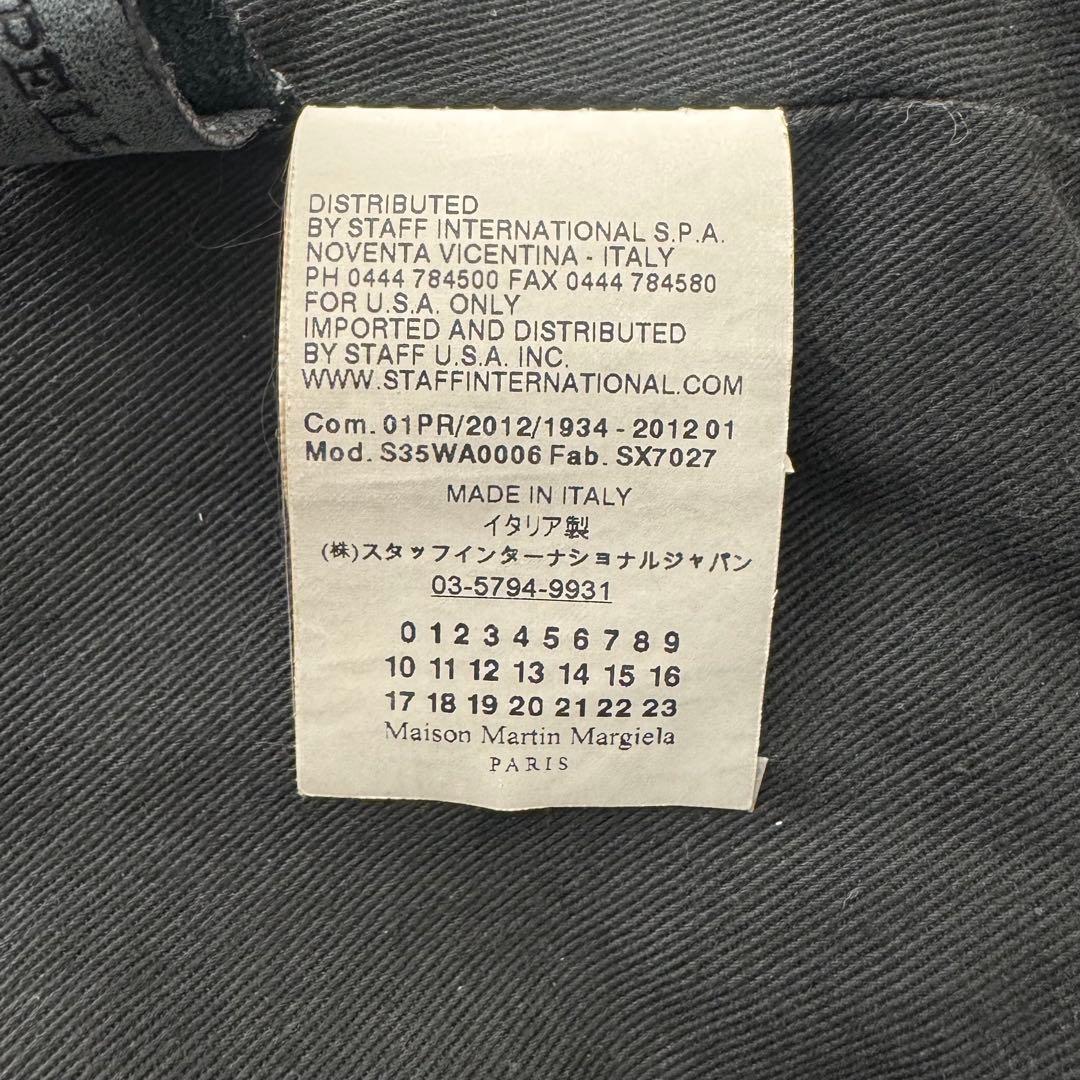 DISTRIBUTED
BY STAFF INTERNATIONAL S.P.A.
NOVENTA VICENTINA - ITALY
PH 0444 784500 FAX 0444 784580
FOR U.S.A. ONLY
IMPORTED AND DISTRIBUTED
BY STAFF U.S.A. INC.
WWW.STAFFINTERNATIONAL.COM
Com. 01PR/2012/1934 - 2012 01
Mod. S35WA0006 Fab. SX7027
MADE IN ITALY
イタリア製
(株)スタッフインターナショナルジャパン
03-5794-9931
0 1 2 3 4 5 6 7 8 9
10 11 12 13 14 15 16
17 18 19 20 21 22 23
Maison Martin Margiela
PARIS